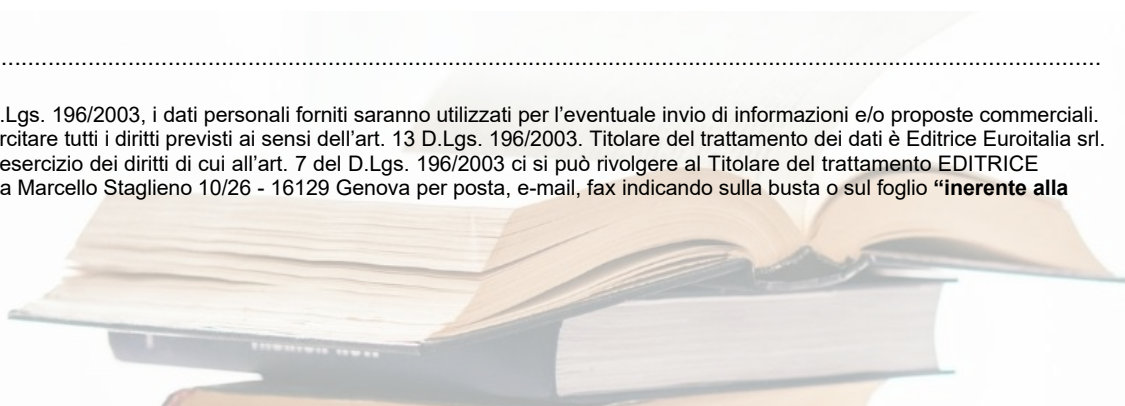 ........................................................................................................................................................................
.Lgs. 196/2003, i dati personali forniti saranno utilizzati per l’eventuale invio di informazioni e/o proposte commerciali.
rcitare tutti i diritti previsti ai sensi dell’art. 13 D.Lgs. 196/2003. Titolare del trattamento dei dati è Editrice Euroitalia srl.
esercizio dei diritti di cui all’art. 7 del D.Lgs. 196/2003 ci si può rivolgere al Titolare del trattamento EDITRICE
a Marcello Staglieno 10/26 - 16129 Genova per posta, e-mail, fax indicando sulla busta o sul foglio “inerente alla